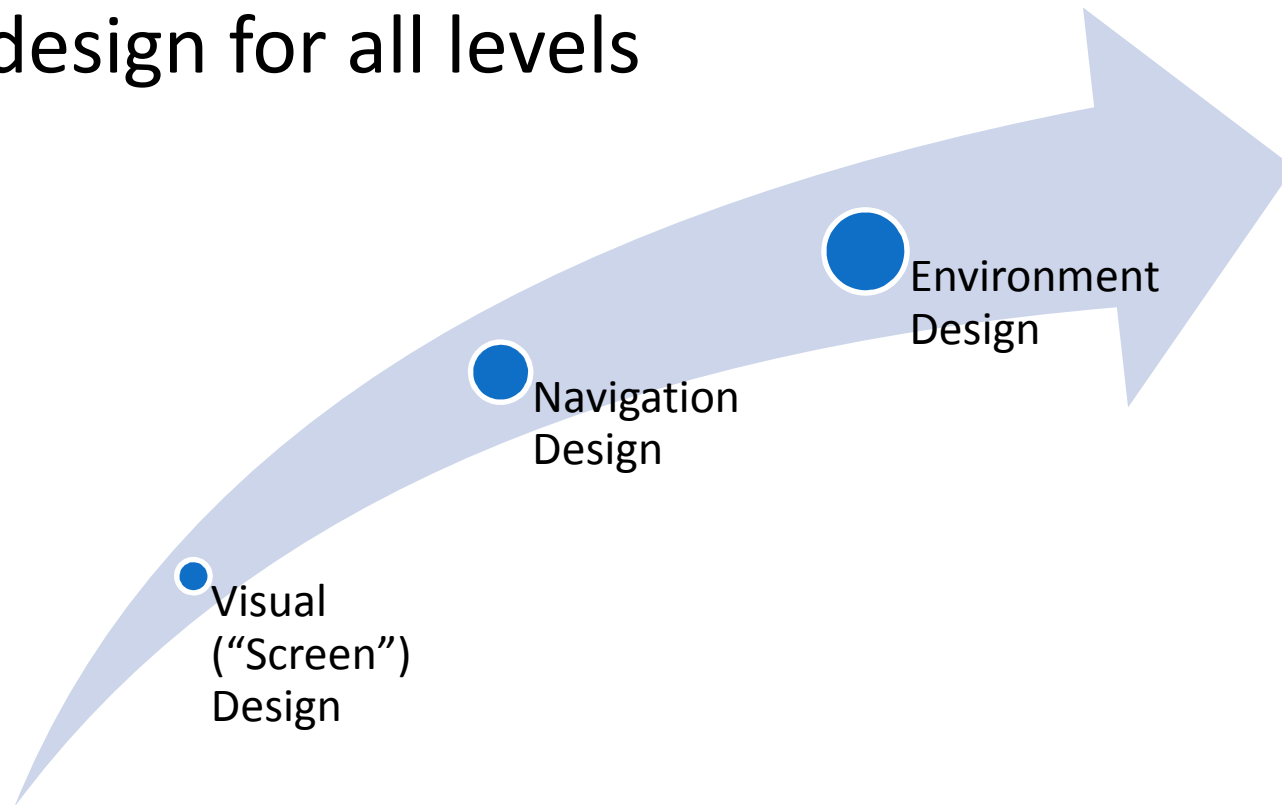 design for all levels
Environment
Design
Navigation
Design
Visual
(“Screen”)
Design